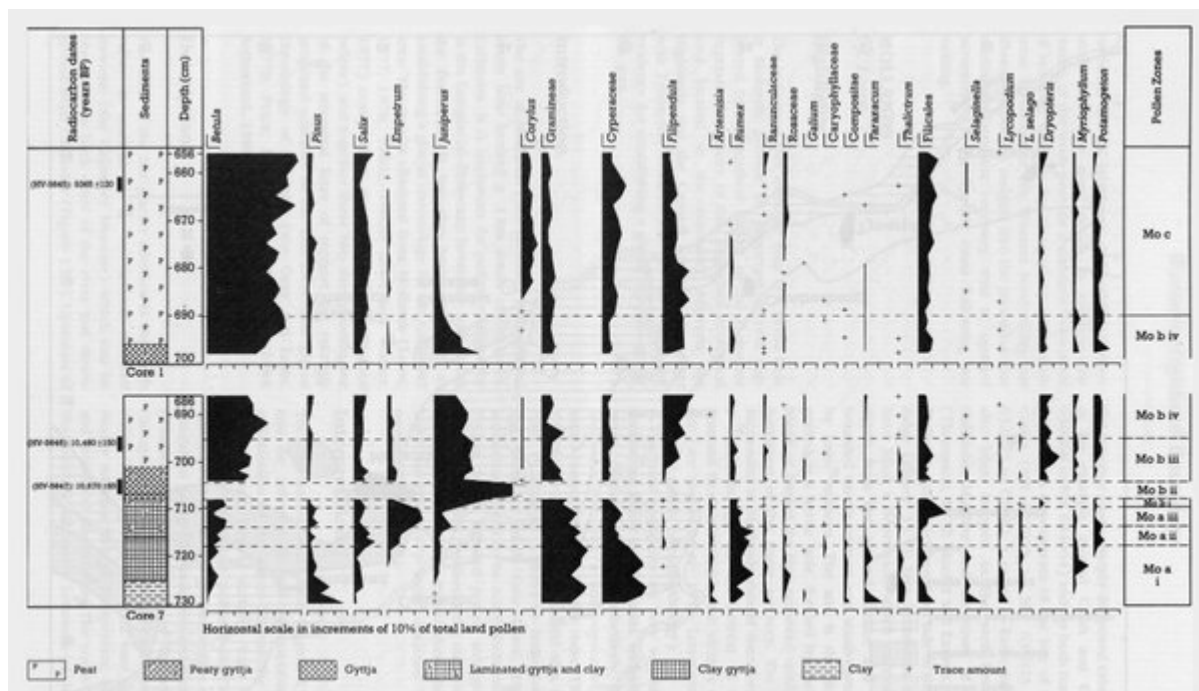 Radiocarbon dates
(years BP)
Sediments
Depth (cm)
Betula
Pinus
Salix
Empetrum
Juniperus
Corylus
Gramineae
Cyperaceae
Filipendula
Artemisia
Rumex
Ranunculaceae
Rosaceae
Galium
Caryophyllaceae
Compositae
Taraxacum
Thalictrum
Filicales
Selaginella
Lycopodium
L. selago
Dryopteris
Myriophyllum
Potamogeton
Pollen Zones
656
660
670
680
690
700
Mo c
Mo b iv
Core 1
686
690
700
710
720
730
Mo b iv
Mo b iii
Mo b ii
Mo a iii
Mo a ii
Mo a
i
Core 7
Horizontal scale in increments of 10% of total land pollen
Peat
Peaty gyttja
Gyttja
Laminated gyttja and clay
Clay gyttja
Clay
+ Trace amount